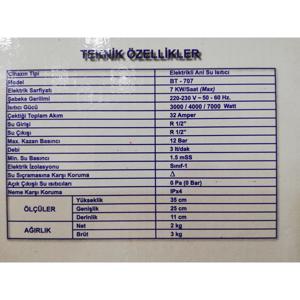 TEKNİK ÖZELLİKLER
Cihazın Tipi Elektrikli Ani Su Isıtıcı
Model BT - 707
Elektrik Sarfiyatı 7 KW/Saat (Max)
Şebeke Gerilimi 220-230 V ~ 50 - 60 Hz.
Isıtıcı Gücü 3000 / 4000 / 7000 Watt
Çektiği Toplam Akım 32 Amper
Su Girişi R 1/2"
Su Çıkışı R 1/2"
Max. Kazan Basıncı 12 Bar
Debi 3 lt/dak
Min. Su Basıncı 1.5 mSS
Elektrik İzolasyonu Sınıf-1
Su Sıçramasına Karşı Koruma Δ
Açık Çıkışlı Su ısıtıcıları 0 Pa (0 Bar)
Neme Karşı Koruma IPx4
ÖLÇÜLER Yükseklik 35 cm
Genişlik 25 cm
Derinlik 11 cm
AĞIRLIK Net 2 kg
Brüt 3 kg